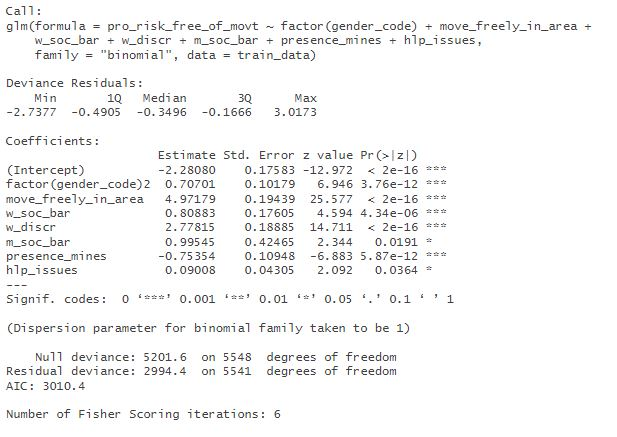 Call:
glm(formula = pro_risk_free_of_movt ~ factor(gender_code) + move_freely_in_area +
    w_soc_bar + w_discr + m_soc_bar + presence_mines + hlp_issues,
    family = "binomial", data = train_data)
Deviance Residuals:
    Min       1Q   Median       3Q      Max
-2.7377  -0.4905  -0.3496  -0.1666   3.0173
Coefficients:
                     Estimate Std. Error z value Pr(>|z|)
(Intercept)          -2.28080    0.17583 -12.972  < 2e-16 ***
factor(gender_code)2  0.70701    0.10179   6.946 3.76e-12 ***
move_freely_in_area   4.97179    0.19439  25.577  < 2e-16 ***
w_soc_bar             0.80883    0.17605   4.594 4.34e-06 ***
w_discr               2.77815    0.18885  14.711  < 2e-16 ***
m_soc_bar             0.99545    0.42465   2.344   0.0191 *
presence_mines       -0.75354    0.10948  -6.883 5.87e-12 ***
hlp_issues            0.09008    0.04305   2.092   0.0364 *
---
Signif. codes:  0 ‘***’ 0.001 ‘**’ 0.01 ‘*’ 0.05 ‘.’ 0.1 ‘ ’ 1
(Dispersion parameter for binomial family taken to be 1)
    Null deviance: 5201.6  on 5548  degrees of freedom
Residual deviance: 2994.4  on 5541  degrees of freedom
AIC: 3010.4
Number of Fisher Scoring iterations: 6